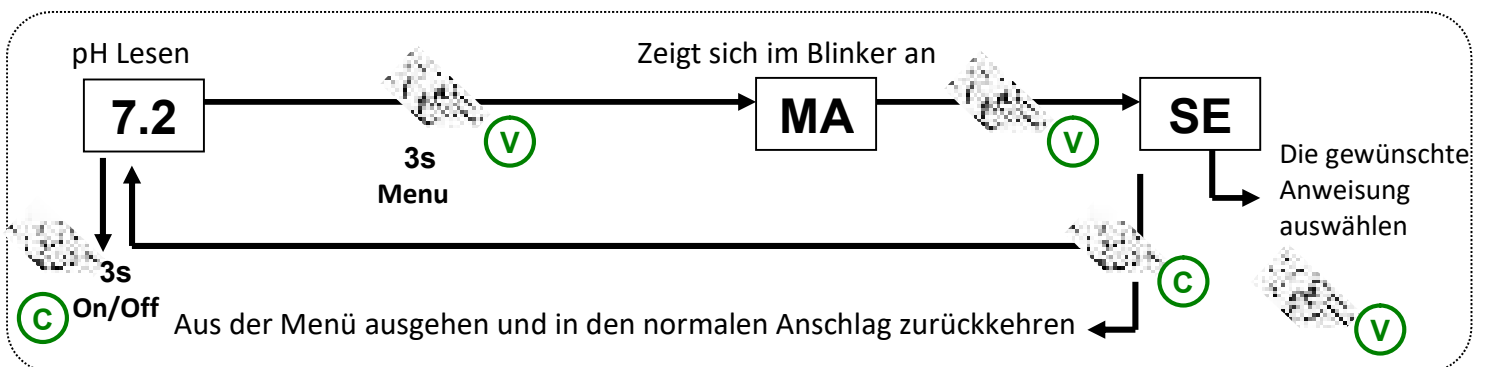 pH Lesen
7.2
Zeigt sich im Blinker an
MA
SE
V
3s
Menu
V
Die gewünschte
Anweisung
auswählen
V
C
3s
On/Off
C
Aus der Menü ausgehen und in den normalen Anschlag zurückkehren